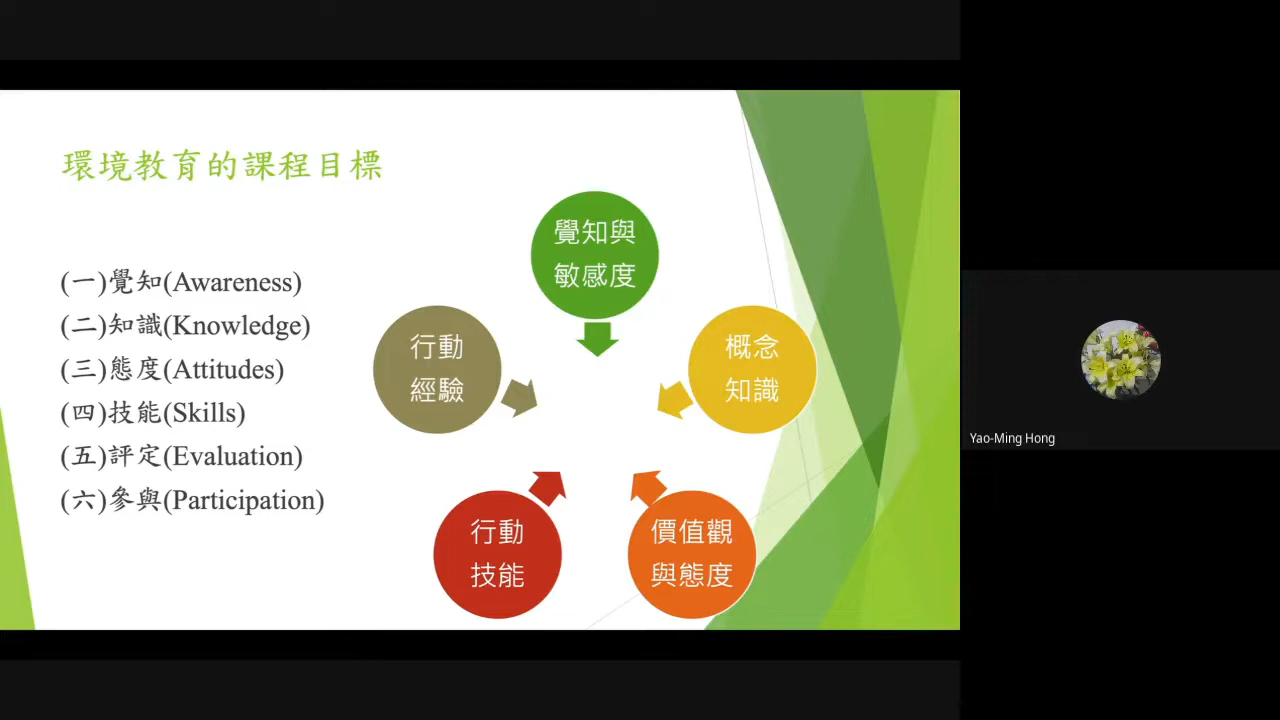 環境教育的課程目標
(一)覺知(Awareness)
(二)知識(Knowledge)
(三)態度(Attitudes)
(四)技能(Skills)
(五)評定(Evaluation)
(六)參與(Participation)
覺知與
敏感度
概念
知識
價值觀
與態度
行動
技能
行動
經驗
Yao-Ming Hong